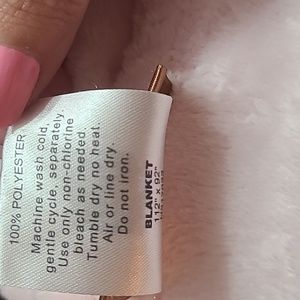 100% POLYESTER
Machine wash cold,
gentle cycle, separately.
Use only non-chlorine
bleach as needed.
Tumble dry no heat.
Air or line dry.
Do not iron.
BLANKET
112" x 92"